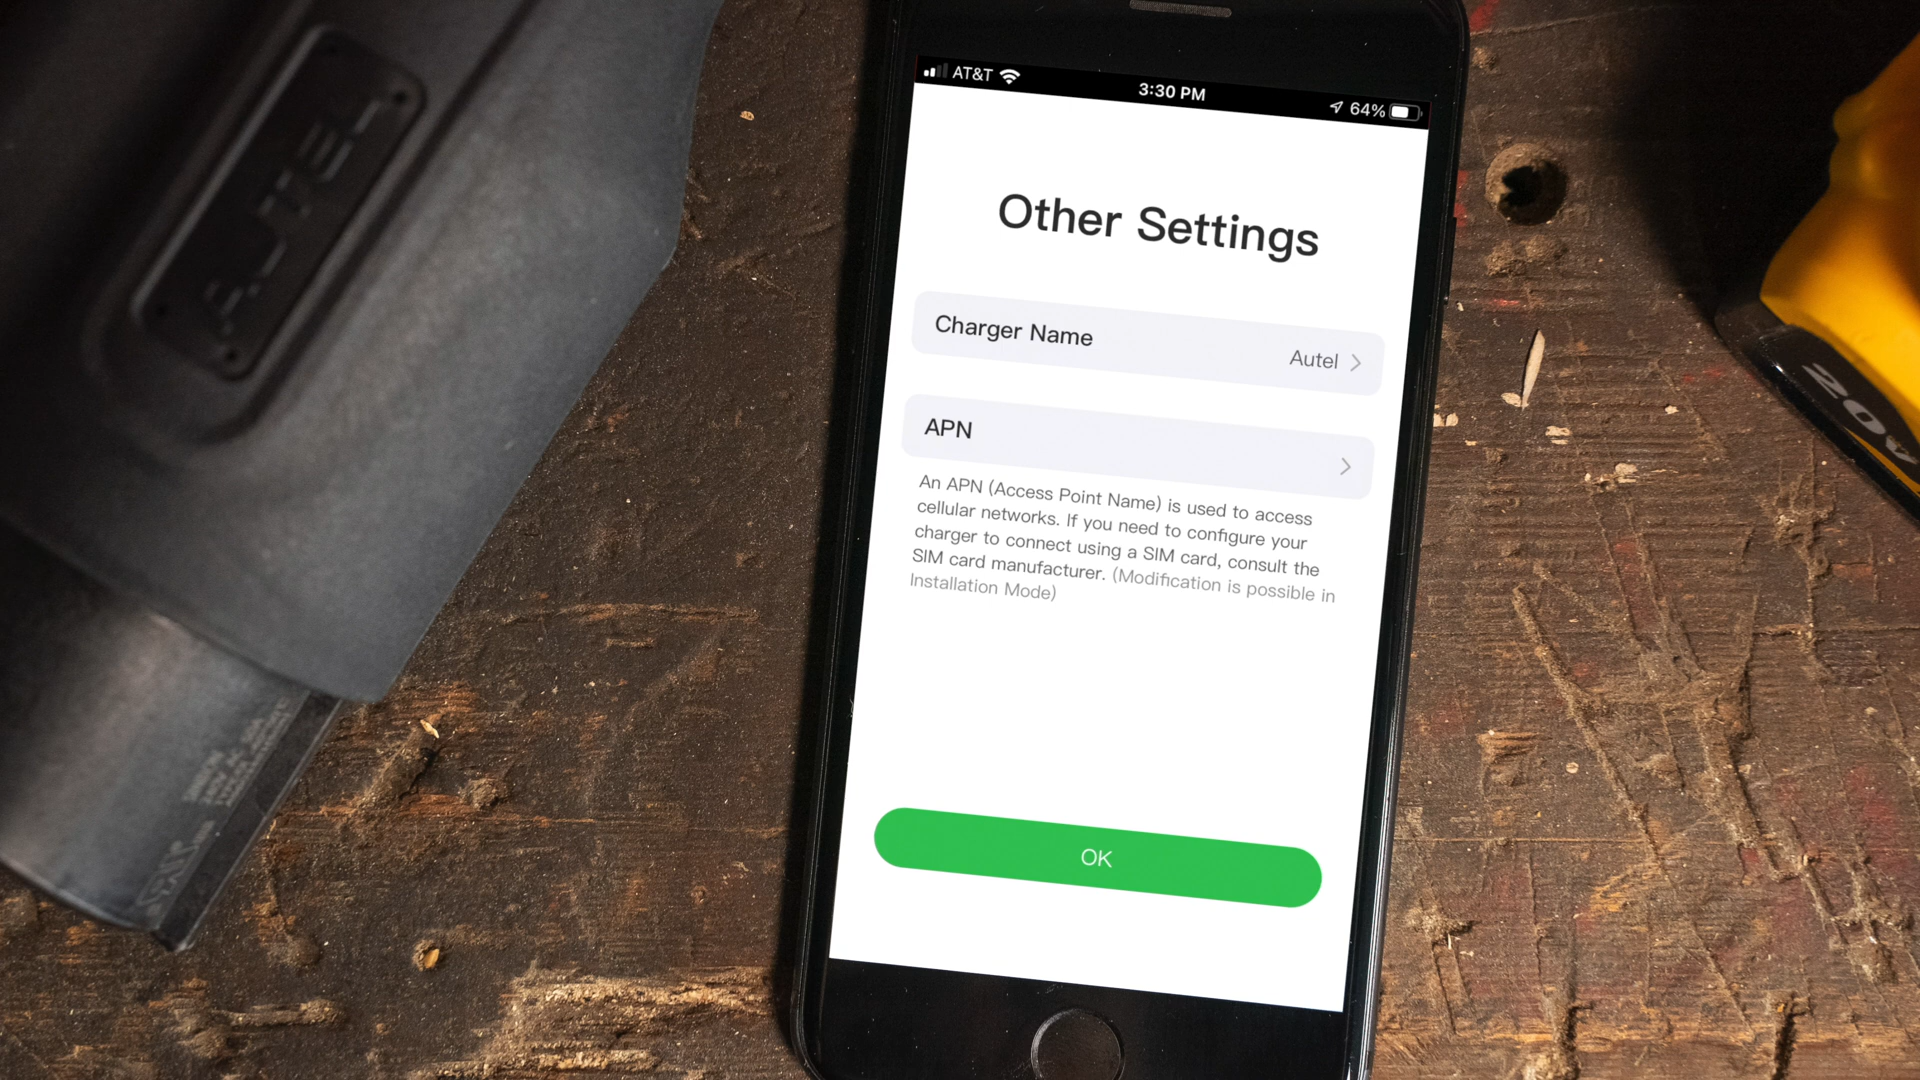 AUTEL
AT&T
3:30 PM
64%
Other Settings
Charger Name
Autel
APN
An APN (Access Point Name) is used to access
cellular networks. If you need to configure your
charger to connect using a SIM card, consult the
SIM card manufacturer. (Modification is possible in
Installation Mode)
OK
20V